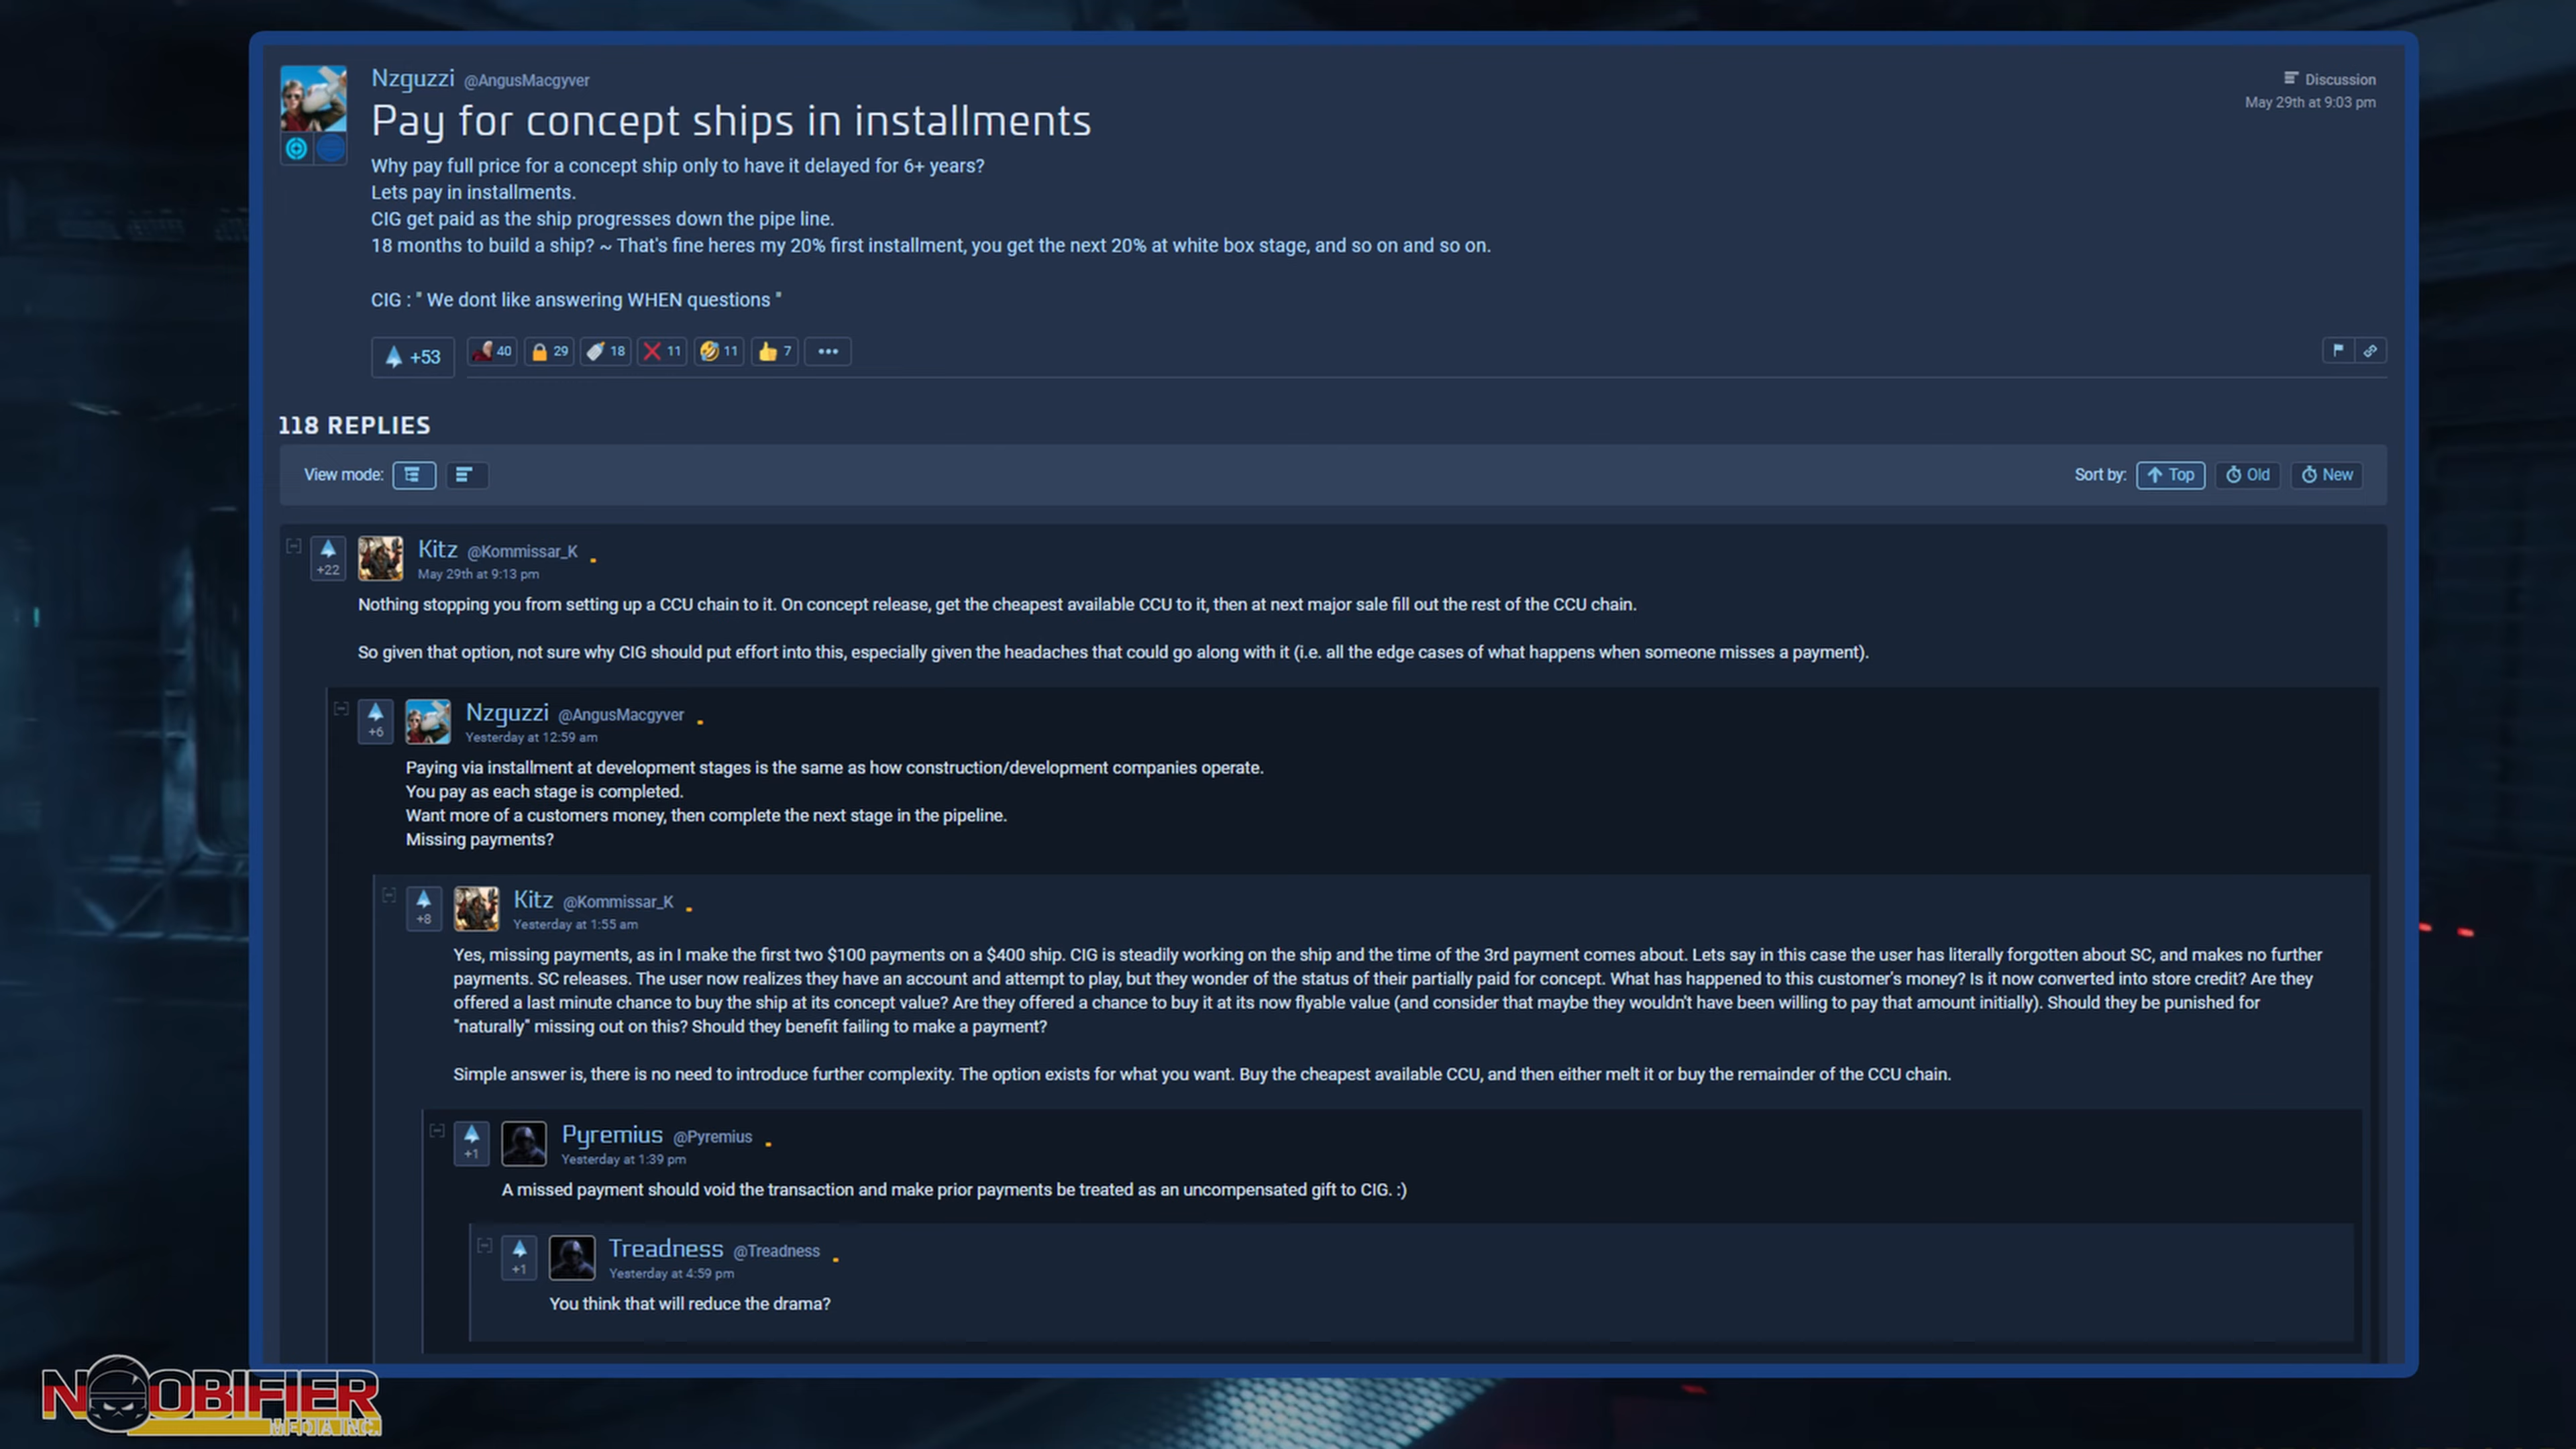 Nzguzzi @AngusMacgyver
Discussion
May 29th at 9:03 pm
Pay for concept ships in installments
Why pay full price for a concept ship only to have it delayed for 6+ years?
Lets pay in installments.
CIG get paid as the ship progresses down the pipe line.
18 months to build a ship? ~ That's fine heres my 20% first installment, you get the next 20% at white box stage, and so on and so on.
CIG : " We dont like answering WHEN questions "
+53 40 29 18 11 11 7 •••
118 REPLIES
View mode:
Sort by: Top Old New
+22
Kitz @Kommissar_K
May 29th at 9:13 pm
Nothing stopping you from setting up a CCU chain to it. On concept release, get the cheapest available CCU to it, then at next major sale fill out the rest of the CCU chain.
So given that option, not sure why CIG should put effort into this, especially given the headaches that could go along with it (i.e. all the edge cases of what happens when someone misses a payment).
+6
Nzguzzi @AngusMacgyver
Yesterday at 12:59 am
Paying via installment at development stages is the same as how construction/development companies operate.
You pay as each stage is completed.
Want more of a customers money, then complete the next stage in the pipeline.
Missing payments?
+8
Kitz @Kommissar_K
Yesterday at 1:55 am
Yes, missing payments, as in I make the first two $100 payments on a $400 ship. CIG is steadily working on the ship and the time of the 3rd payment comes about. Lets say in this case the user has literally forgotten about SC, and makes no further
payments. SC releases. The user now realizes they have an account and attempt to play, but they wonder of the status of their partially paid for concept. What has happened to this customer's money? Is it now converted into store credit? Are they
offered a last minute chance to buy the ship at its concept value? Are they offered a chance to buy it at its now flyable value (and consider that maybe they wouldn't have been willing to pay that amount initially). Should they be punished for
"naturally" missing out on this? Should they benefit failing to make a payment?
Simple answer is, there is no need to introduce further complexity. The option exists for what you want. Buy the cheapest available CCU, and then either melt it or buy the remainder of the CCU chain.
+1
Pyremius @Pyremius
Yesterday at 1:39 pm
A missed payment should void the transaction and make prior payments be treated as an uncompensated gift to CIG. :)
+1
Treadness @Treadness
Yesterday at 4:59 pm
You think that will reduce the drama?
NOOBIFIER
MEDIA INC